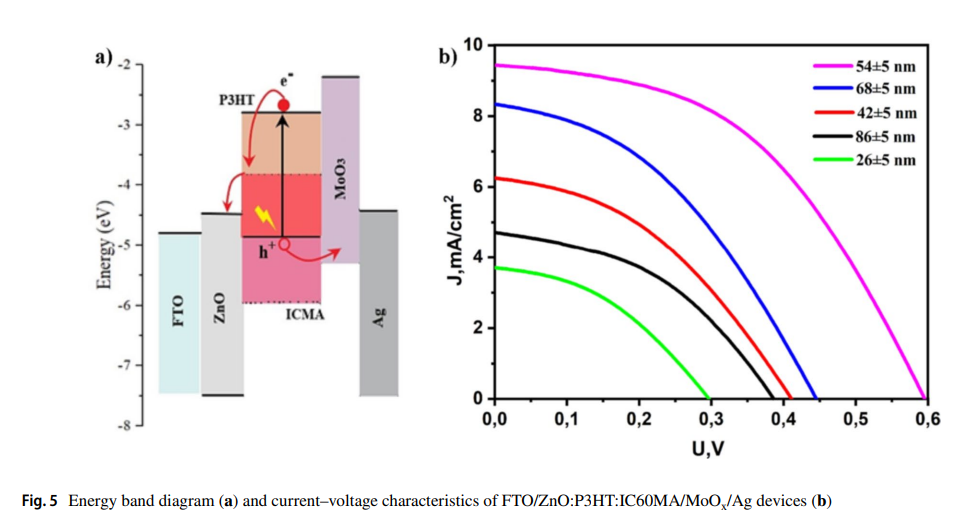 a)
Energy (eV)
-2
-3
-4
-5
-6
-7
-8
P3HT
e-
MoO3
h+
ICMA
FTO
ZnO
Ag
b)
J,mA/cm2
10
8
6
4
2
0
54±5 nm
68±5 nm
42±5 nm
86±5 nm
26±5 nm
0,0 0,1 0,2 0,3 0,4 0,5 0,6
U,V
Fig. 5 Energy band diagram (a) and current–voltage characteristics of FTO/ZnO:P3HT:IC60MA/MoOx/Ag devices (b)